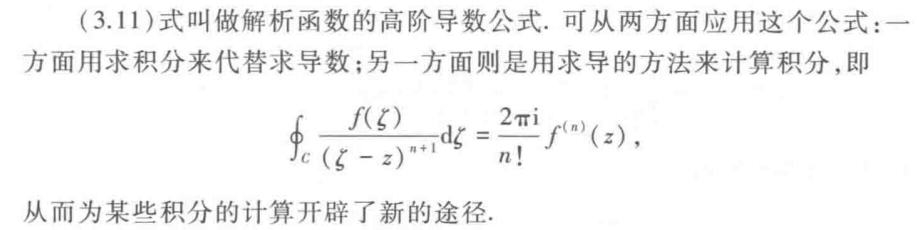 (3.11)式叫做解析函数的高阶导数公式. 可从两方面应用这个公式:一
方面用求积分来代替求导数;另一方面则是用求导的方法来计算积分,即
∮_C f(ζ)/(ζ - z)^{n+1} dζ = 2πi/n! f^{(n)}(z),
从而为某些积分的计算开辟了新的途径.